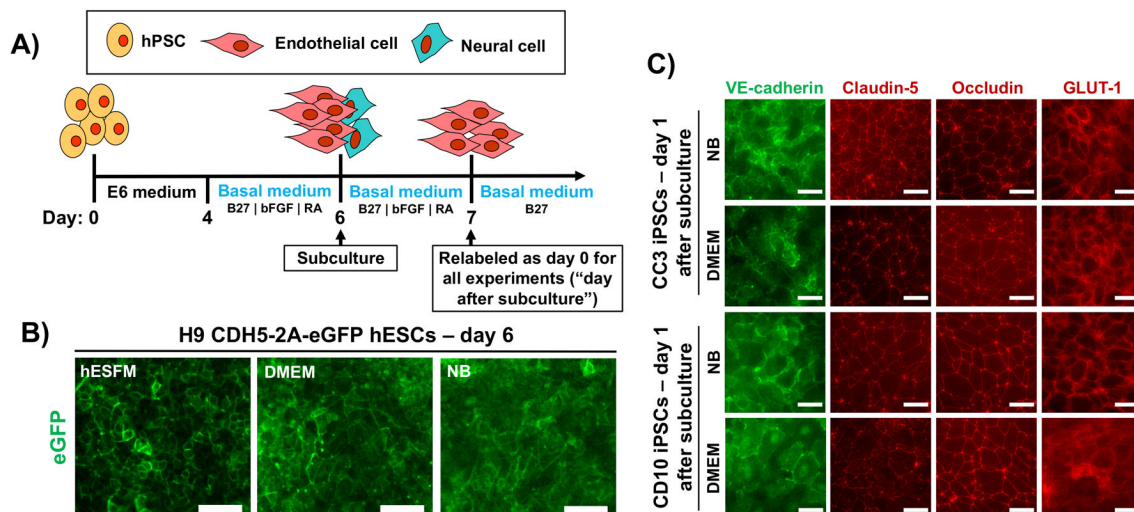 A)
hPSC
Endothelial cell
Neural cell
E6 medium
Basal medium
B27 | bFGF | RA
Basal medium
B27 | bFGF | RA
Basal medium
B27
Day: 0
4
6
7
Subculture
Relabeled as day 0 for
all experiments (“day
after subculture”)
B)
H9 CDH5-2A-eGFP hESCs – day 6
eGFP
hESFM
DMEM
NB
C)
VE-cadherin
Claudin-5
Occludin
GLUT-1
CC3 iPSCs – day 1
after subculture
NB
DMEM
CD10 iPSCs – day 1
after subculture
NB
DMEM